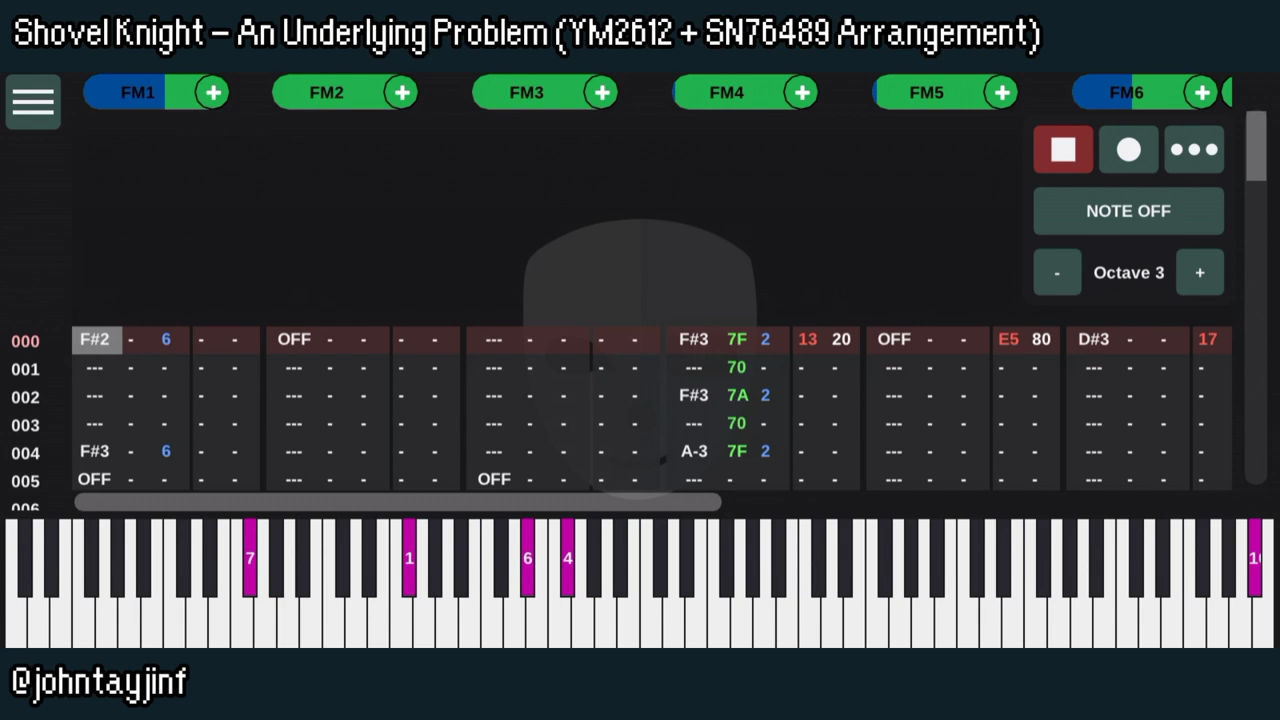 Shovel Knight – An Underlying Problem (YM2612 + SN76489 Arrangement)
FM1 + FM2 + FM3 + FM4 + FM5 + FM6 +
NOTE OFF
- Octave 3 +
000 F#2 - 6 - - OFF - - - - --- - - - - F#3 7F 2 13 20 OFF - - E5 80 D#3 - - 17
001 --- - - - - --- - - - - --- - - - - --- 70 - - - --- - - - - --- - - -
002 --- - - - - --- - - - - --- - - - - F#3 7A 2 - - --- - - - - --- - - -
003 --- - - - - --- - - - - --- - - - - --- 70 - - - --- - - - - --- - - -
004 F#3 - 6 - - --- - - - - --- - - - - A-3 7F 2 - - --- - - - - --- - - -
005 OFF - - - - --- - - - - OFF - - - - --- - - - - --- - - - - --- - - -
006
7 1 6 4
@johntayjinf